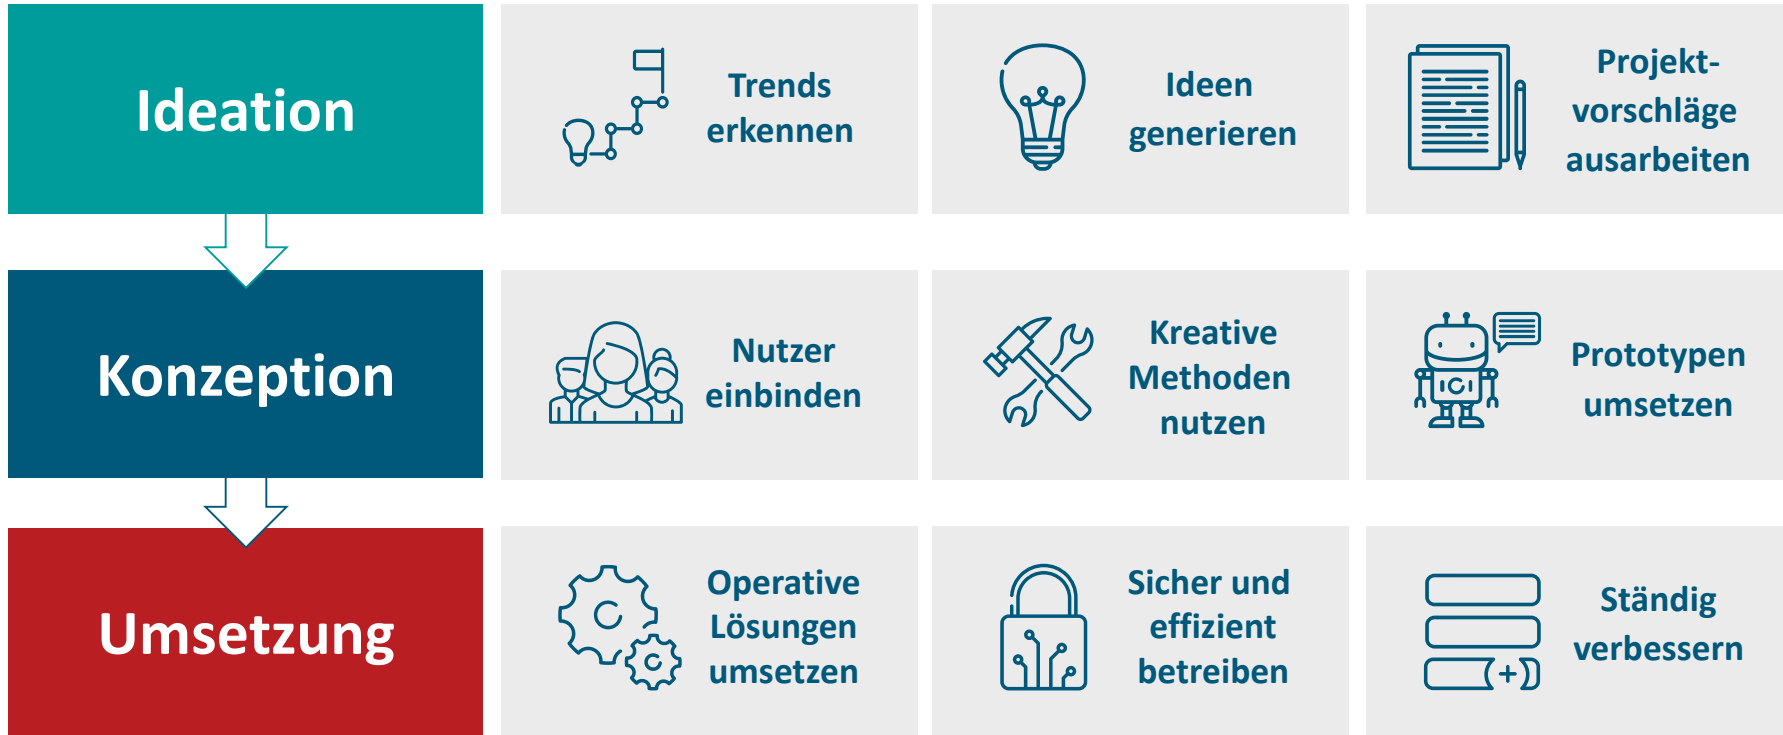 Ideation
Trends
erkennen
Ideen
generieren
Projekt-
vorschläge
ausarbeiten
Konzeption
Nutzer
einbinden
Kreative
Methoden
nutzen
Prototypen
umsetzen
Umsetzung
Operative
Lösungen
umsetzen
Sicher und
effizient
betreiben
Ständig
verbessern